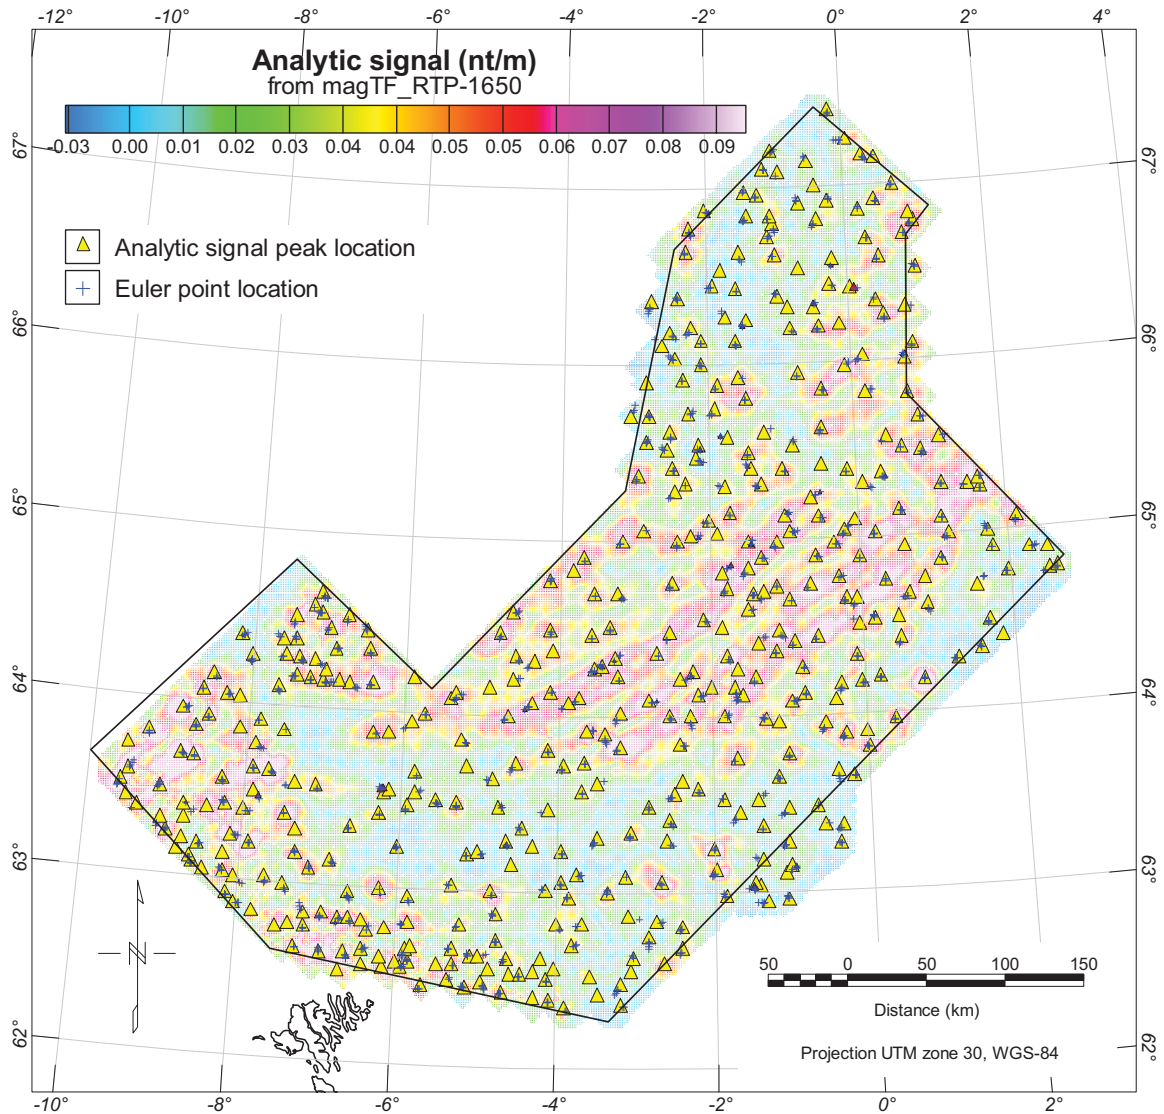 -12° -10° -8° -6° -4° -2° 0° 2° 4°
Analytic signal (nt/m)
from magTF_RTP-1650
-0.03 0.00 0.01 0.02 0.03 0.04 0.04 0.05 0.05 0.06 0.07 0.08 0.09
67° 67°
Analytic signal peak location
Euler point location
66° 66°
65° 65°
64° 64°
63° 63°
N
50 0 50 100 150
Distance (km)
62° 62°
Projection UTM zone 30, WGS-84
-10° -8° -6° -4° -2° 0° 2°